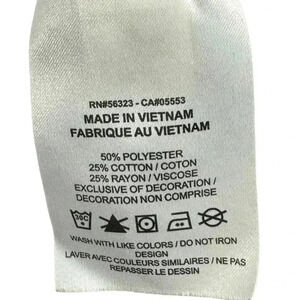 RN#56323 - CA#05553
MADE IN VIETNAM
FABRIQUE AU VIETNAM
50% POLYESTER
25% COTTON / COTON
25% RAYON / VISCOSE
EXCLUSIVE OF DECORATION /
DECORATION NON COMPRISE
30C
WASH WITH LIKE COLORS / DO NOT IRON
DESIGN
LAVER AVEC COULEURS SIMILAIRES / NE PAS
REPASSER LE DESSIN